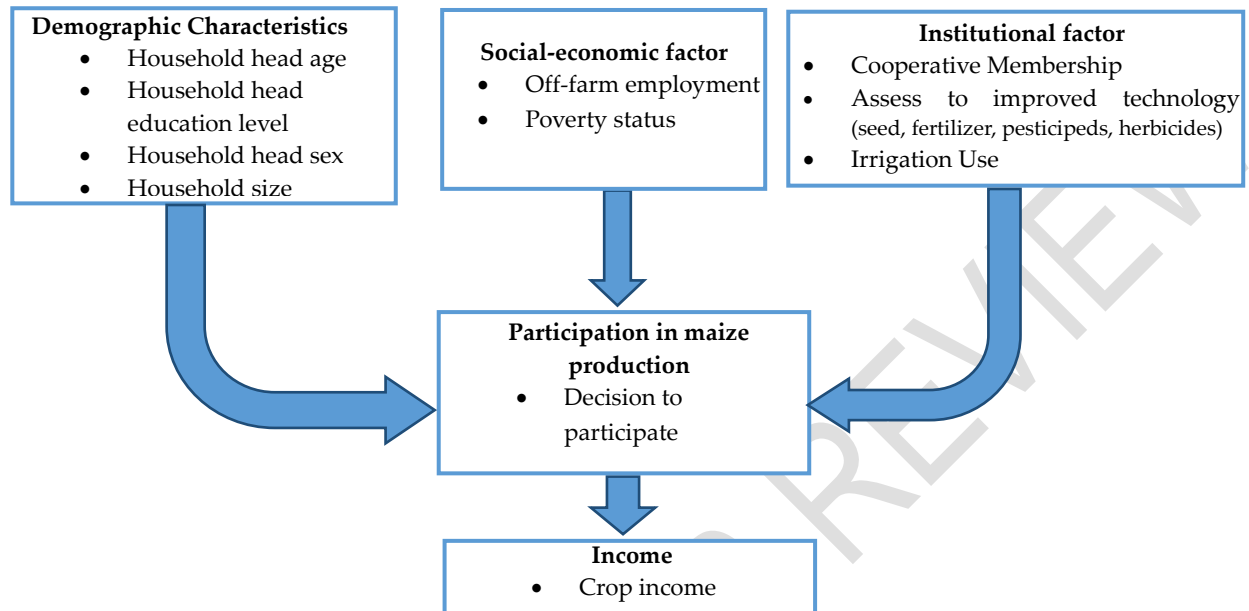 Demographic Characteristics
• Household head age
• Household head
education level
• Household head sex
• Household size
Social-economic factor
• Off-farm employment
• Poverty status
Institutional factor
• Cooperative Membership
• Assess to improved technology
(seed, fertilizer, pesticipeds, herbicides)
• Irrigation Use
Participation in maize
production
• Decision to
participate
Income
• Crop income
REVIEW